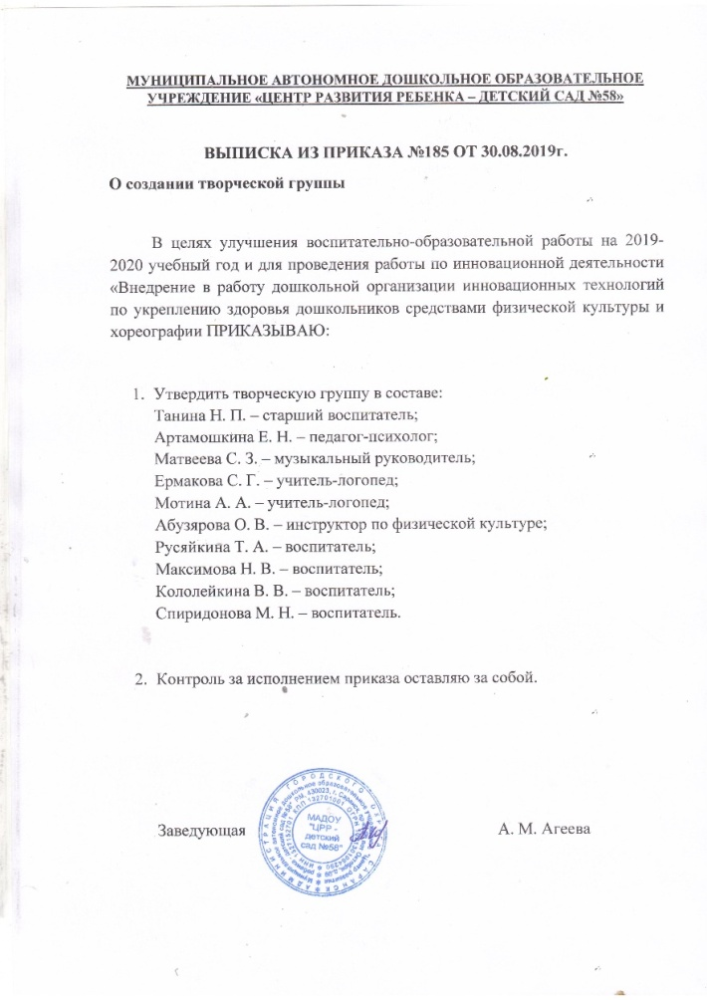 МУНИЦИПАЛЬНОЕ АВТОНОМНОЕ ДОШКОЛЬНОЕ ОБРАЗОВАТЕЛЬНОЕ
УЧРЕЖДЕНИЕ «ЦЕНТР РАЗВИТИЯ РЕБЕНКА – ДЕТСКИЙ САД №58»
ВЫПИСКА ИЗ ПРИКАЗА №185 ОТ 30.08.2019г.
О создании творческой группы
В целях улучшения воспитательно-образовательной работы на 2019-
2020 учебный год и для проведения работы по инновационной деятельности
«Внедрение в работу дошкольной организации инновационных технологий
по укреплению здоровья дошкольников средствами физической культуры и
хореографии ПРИКАЗЫВАЮ:
1. Утвердить творческую группу в составе:
Танина Н. П. – старший воспитатель;
Артамошкина Е. Н. – педагог-психолог;
Матвеева С. З. – музыкальный руководитель;
Ермакова С. Г. – учитель-логопед;
Мотина А. А. – учитель-логопед;
Абузярова О. В. – инструктор по физической культуре;
Русяйкина Т. А. – воспитатель;
Максимова Н. В. – воспитатель;
Кололейкина В. В. – воспитатель;
Спиридонова М. Н. – воспитатель.
2. Контроль за исполнением приказа оставляю за собой.
Заведующая
А. М. Агеева
МАДОУ
"ЦРР -
детский
сад №58"